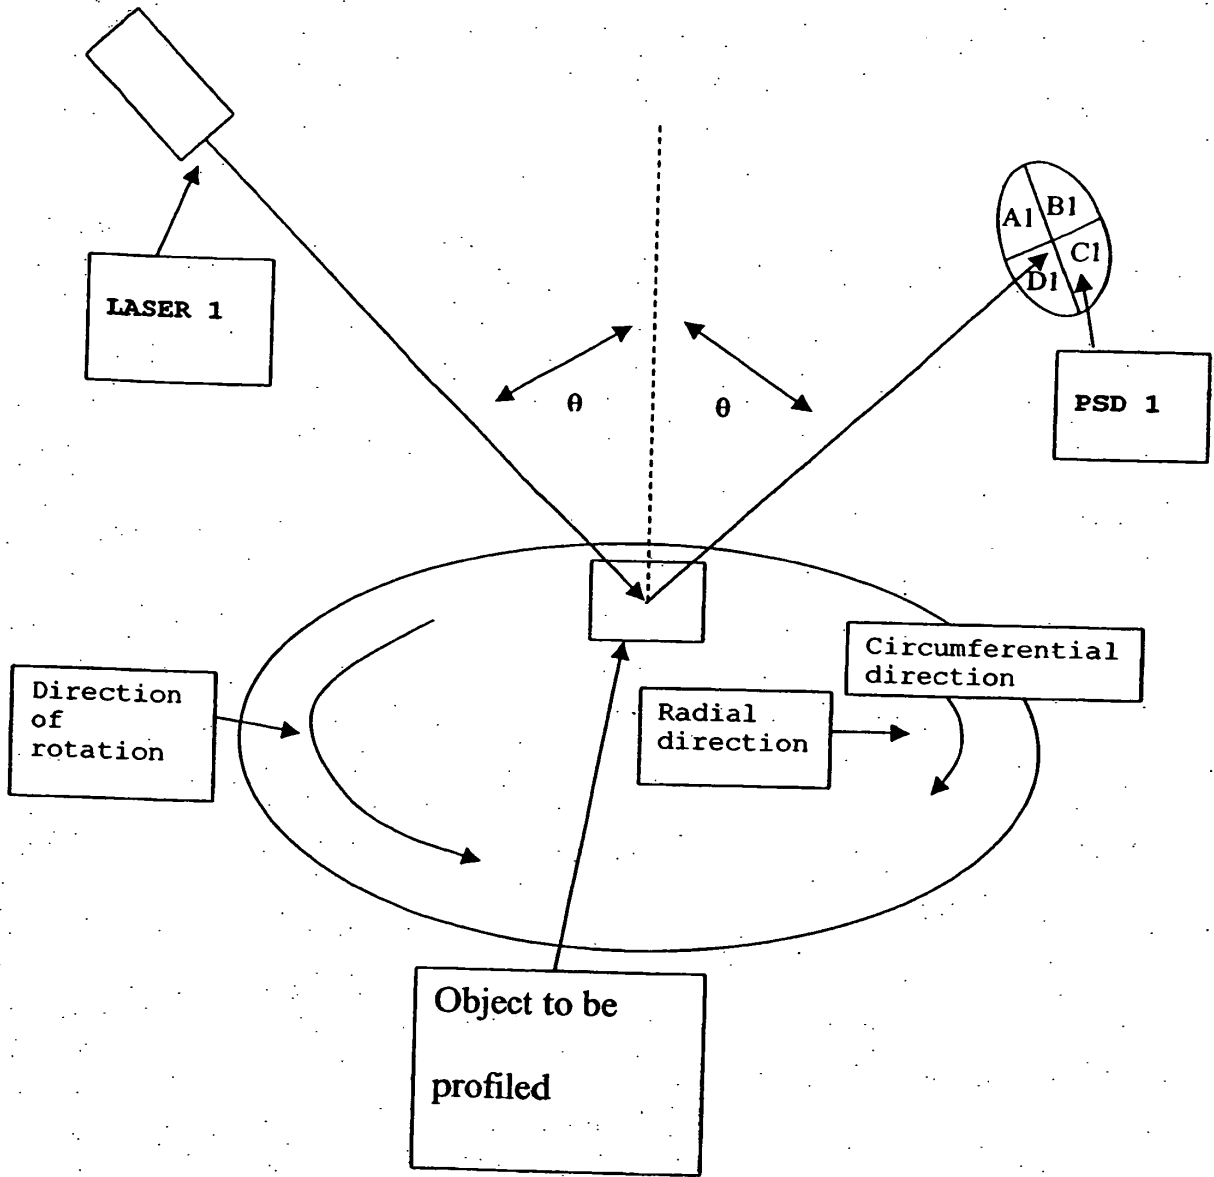 A1
B1
C1
D1
LASER 1
PSD 1
θ
θ
Circumferential
direction
Direction
of
rotation
Radial
direction
Object to be
profiled